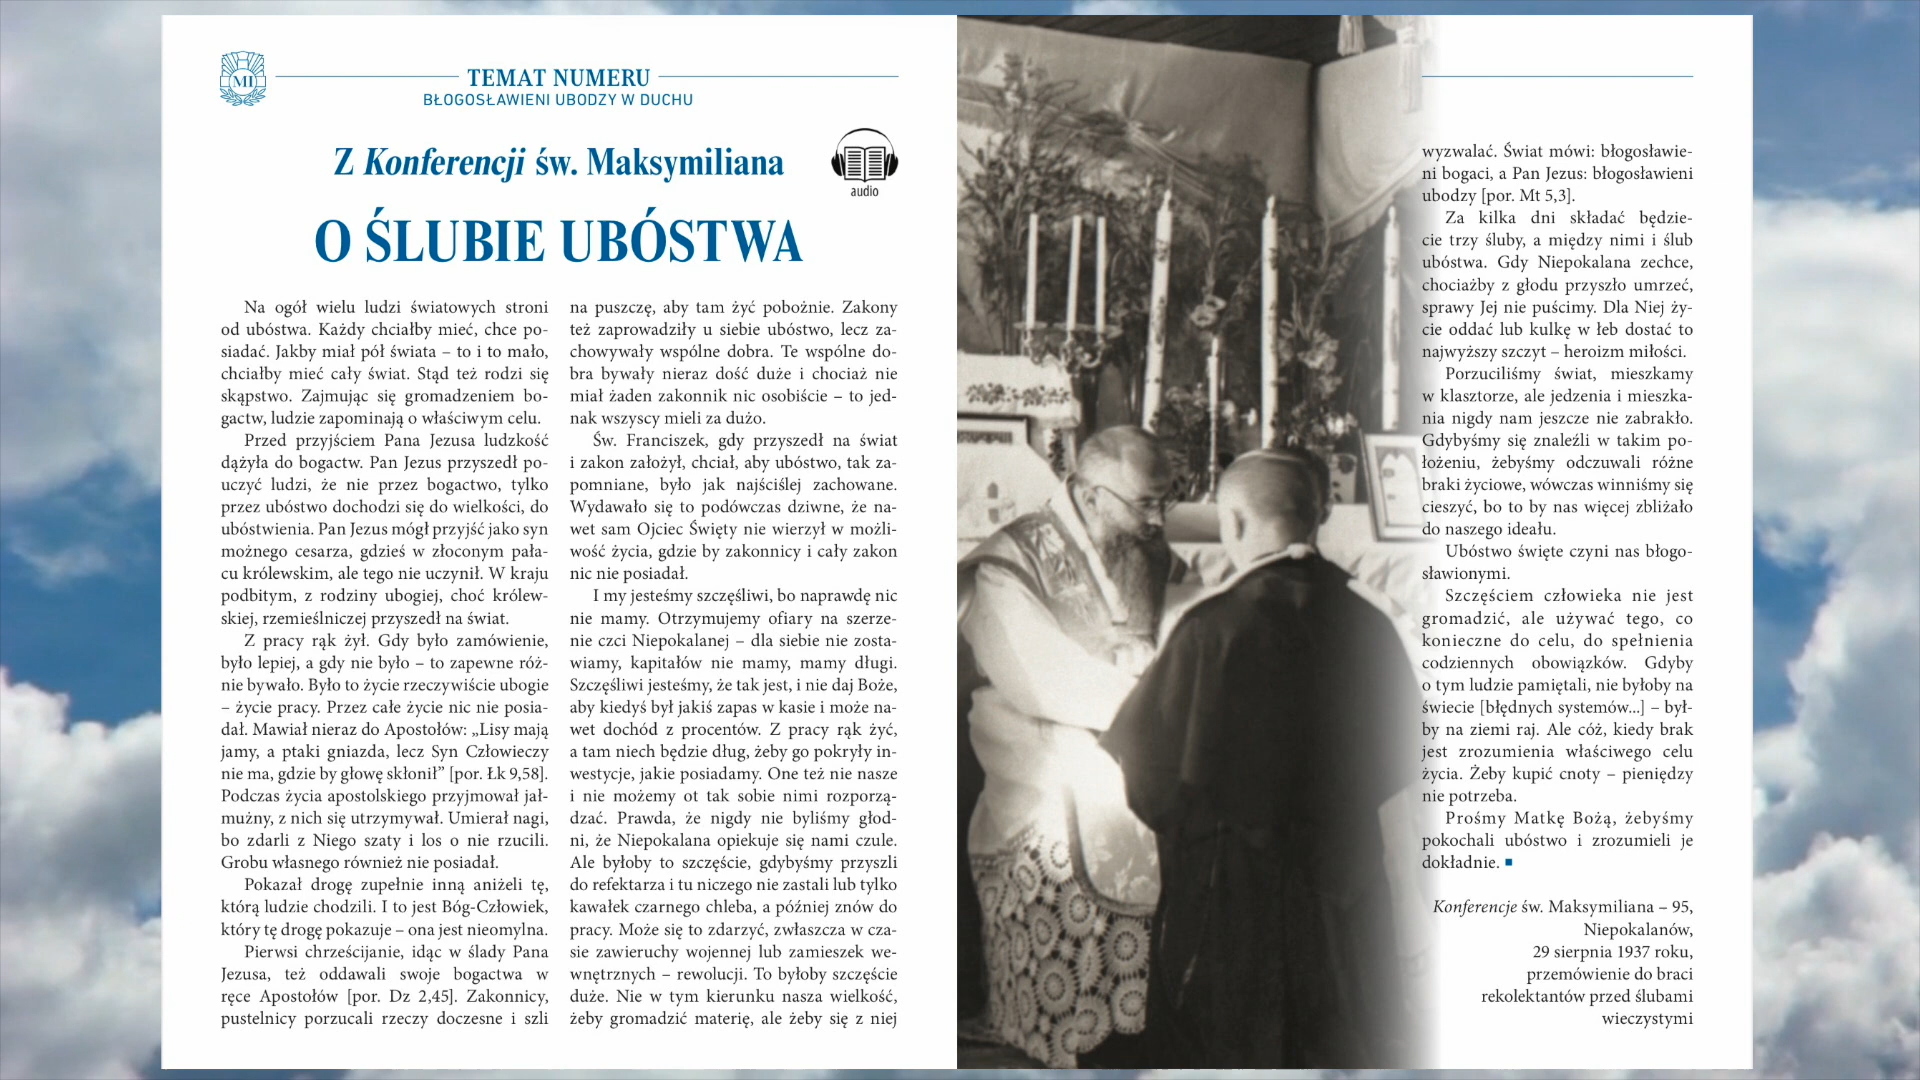 MI
TEMAT NUMERU
BŁOGOSŁAWIENI UBODZY W DUCHU
Z Konferencji św. Maksymiliana
audio
O ŚLUBIE UBÓSTWA
Na ogół wielu ludzi światowych stroni
od ubóstwa. Każdy chciałby mieć, chce po-
siadać. Jakby miał pół świata – to i to mało,
chciałby mieć cały świat. Stąd też rodzi się
skąpstwo. Zajmując się gromadzeniem bo-
gactw, ludzie zapominają o właściwym celu.
Przed przyjściem Pana Jezusa ludzkość
dążyła do bogactw. Pan Jezus przyszedł po-
uczyć ludzi, że nie przez bogactwo, tylko
przez ubóstwo dochodzi się do wielkości, do
ubóstwienia. Pan Jezus mógł przyjść jako syn
możnego cesarza, gdzieś w złoconym pała-
cu królewskim, ale tego nie uczynił. W kraju
podbitym, z rodziny ubogiej, choć królew-
skiej, rzemieślniczej przyszedł na świat.
Z pracy rąk żył. Gdy było zamówienie,
było lepiej, a gdy nie było – to zapewne róż-
nie bywało. Było to życie rzeczywiście ubogie
– życie pracy. Przez całe życie nic nie posia-
dał. Mawiał nieraz do Apostołów: „Lisy mają
jamy, a ptaki gniazda, lecz Syn Człowieczy
nie ma, gdzie by głowę skłonił” [por. Łk 9,58].
Podczas życia apostolskiego przyjmował jał-
mużny, z nich się utrzymywał. Umierał nagi,
bo zdarli z Niego szaty i los o nie rzucili.
Grobu własnego również nie posiadał.
Pokazał drogę zupełnie inną aniżeli tę,
którą ludzie chodzili. I to jest Bóg-Człowiek,
który tę drogę pokazuje – ona jest nieomylna.
Pierwsi chrześcijanie, idąc w ślady Pana
Jezusa, też oddawali swoje bogactwa w
ręce Apostołów [por. Dz 2,45]. Zakonnicy,
pustelnicy porzucali rzeczy doczesne i szli
na puszczę, aby tam żyć pobożnie. Zakony
też zaprowadziły u siebie ubóstwo, lecz za-
chowywały wspólne dobra. Te wspólne do-
bra bywały nieraz dość duże i chociaż nie
miał żaden zakonnik nic osobiście – to jed-
nak wszyscy mieli za dużo.
Św. Franciszek, gdy przyszedł na świat
i zakon założył, chciał, aby ubóstwo, tak za-
pomniane, było jak najściślej zachowane.
Wydawało się to podówczas dziwne, że na-
wet sam Ojciec Święty nie wierzył w możli-
wość życia, gdzie by zakonnicy i cały zakon
nic nie posiadał.
I my jesteśmy szczęśliwi, bo naprawdę nic
nie mamy. Otrzymujemy ofiary na szerze-
nie czci Niepokalanej – dla siebie nie zosta-
wiamy, kapitałów nie mamy, mamy długi.
Szczęśliwi jesteśmy, że tak jest, i nie daj Boże,
aby kiedyś był jakiś zapas w kasie i może na-
wet dochód z procentów. Z pracy rąk żyć,
a tam niech będzie dług, żeby go pokryły in-
westycje, jakie posiadamy. One też nie nasze
i nie możemy ot tak sobie nimi rozporzą-
dzać. Prawda, że nigdy nie byliśmy głod-
ni, że Niepokalana opiekuje się nami czule.
Ale byłoby to szczęście, gdybyśmy przyszli
do refektarza i tu niczego nie zastali lub tylko
kawałek czarnego chleba, a później znów do
pracy. Może się to zdarzyć, zwłaszcza w cza-
sie zawieruchy wojennej lub zamieszek we-
wnętrznych – rewolucji. To byłoby szczęście
duże. Nie w tym kierunku nasza wielkość,
żeby gromadzić materię, ale żeby się z niej
wyzwalać. Świat mówi: błogosławie-
ni bogaci, a Pan Jezus: błogosławieni
ubodzy [por. Mt 5,3].
Za kilka dni składać będzie-
cie trzy śluby, a między nimi i ślub
ubóstwa. Gdy Niepokalana zechce,
chociażby z głodu przyszło umrzeć,
sprawy Jej nie puścimy. Dla Niej ży-
cie oddać lub kulkę w łeb dostać to
najwyższy szczyt – heroizm miłości.
Porzuciliśmy świat, mieszkamy
w klasztorze, ale jedzenia i mieszka-
nia nigdy nam jeszcze nie zabrakło.
Gdybyśmy się znaleźli w takim po-
łożeniu, żebyśmy odczuwali różne
braki życiowe, wówczas winniśmy się
cieszyć, bo to by nas więcej zbliżało
do naszego ideału.
Ubóstwo święte czyni nas błogo-
sławionymi.
Szczęściem człowieka nie jest
gromadzić, ale używać tego, co
konieczne do celu, do spełnienia
codziennych obowiązków. Gdyby
o tym ludzie pamiętali, nie byłoby na
świecie [błędnych systemów...] – był-
by na ziemi raj. Ale cóż, kiedy brak
jest zrozumienia właściwego celu
życia. Żeby kupić cnoty – pieniędzy
nie potrzeba.
Prośmy Matkę Bożą, żebyśmy
pokochali ubóstwo i zrozumieli je
dokładnie.
Konferencje św. Maksymiliana – 95,
Niepokalanów,
29 sierpnia 1937 roku,
przemówienie do braci
rekolektantów przed ślubami
wieczystymi